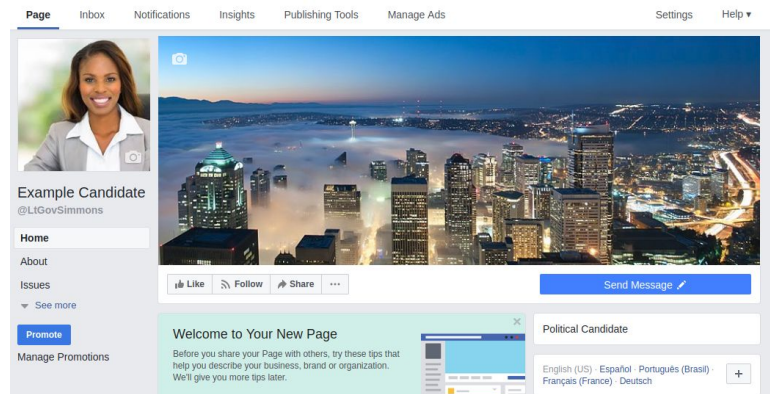 Page Inbox Notifications Insights Publishing Tools Manage Ads Settings Help ▾
Example Candidate
@LtGovSimmons
Home
About
Issues
See more
Promote
Manage Promotions
Like Follow Share ...
Send Message
Welcome to Your New Page
Before you share your Page with others, try these tips that
help you describe your business, brand or organization.
We'll give you more tips later.
Political Candidate
English (US) · Español · Português (Brasil) ·
Français (France) · Deutsch